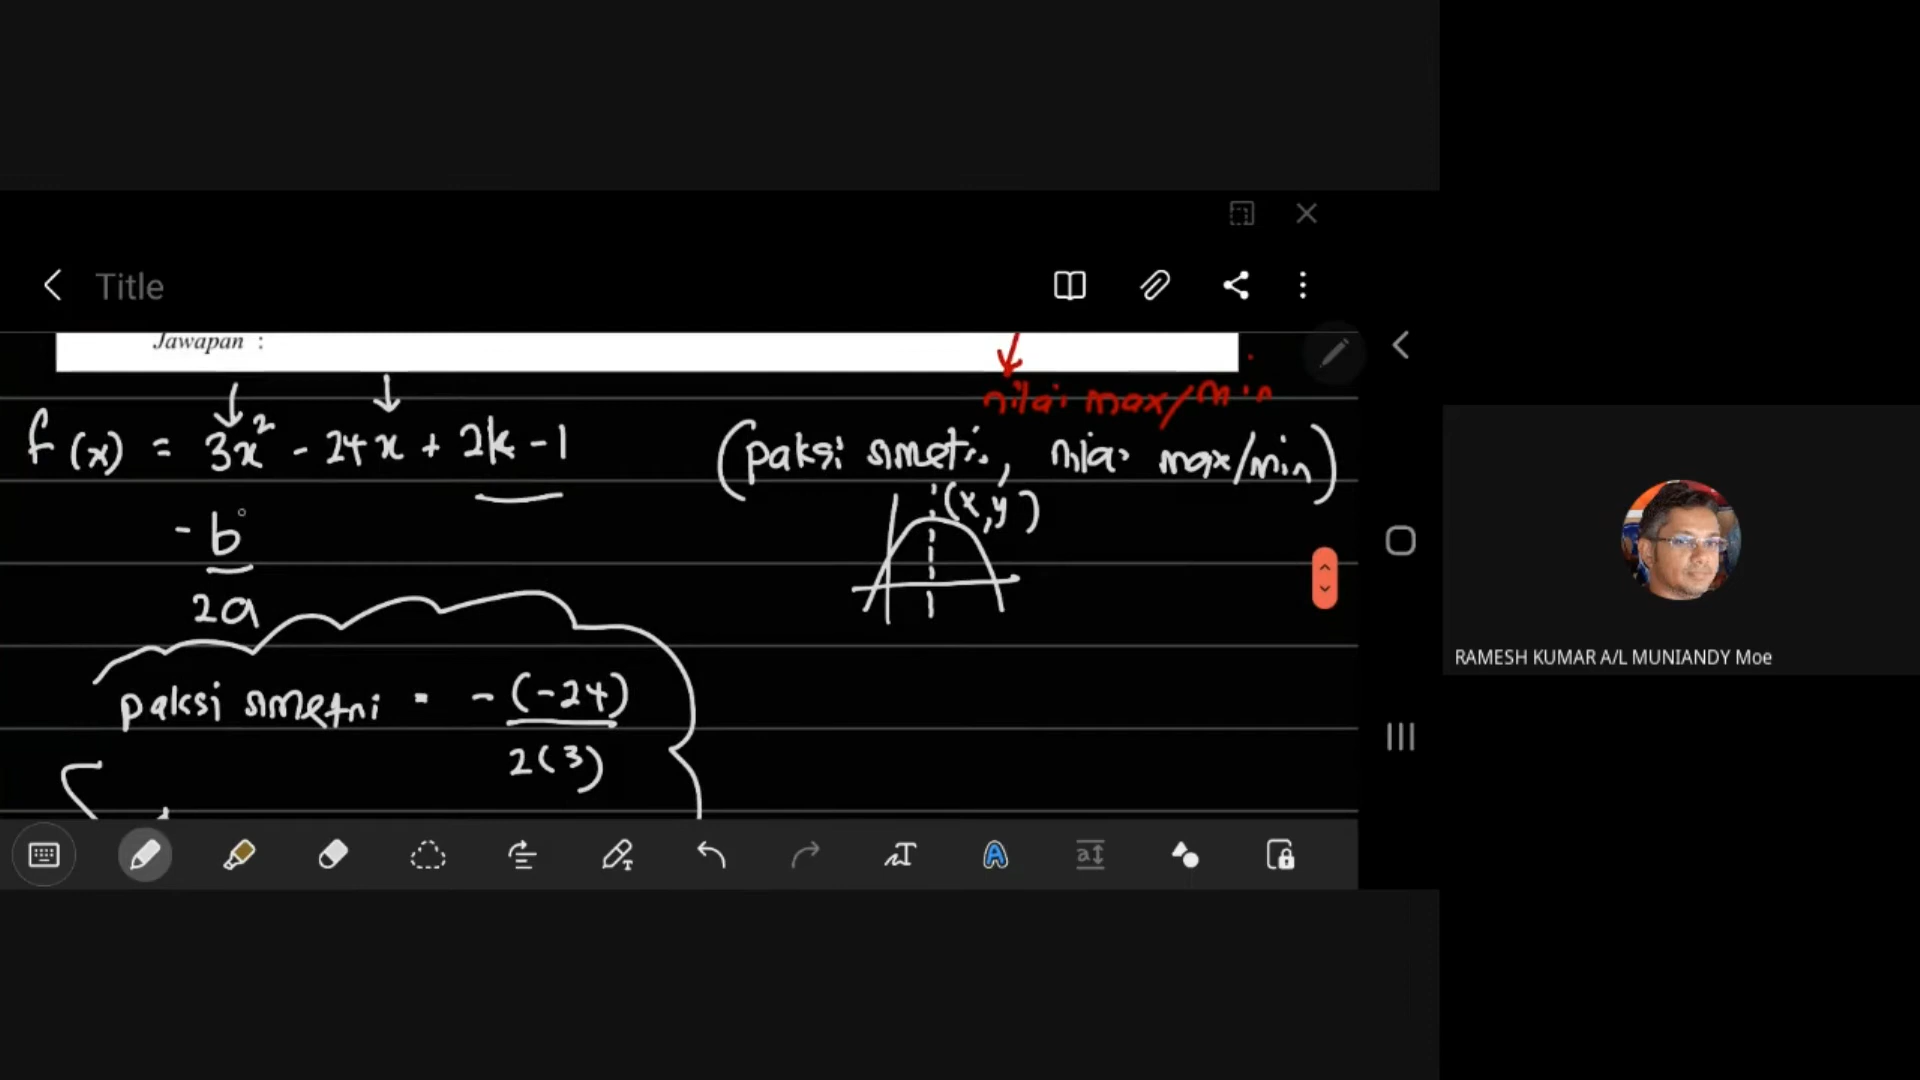 Title
Jawapan :
nilai max/min
f(x) = 3x² - 24x + 2k - 1
(paksi simetri, nilai max/min)
(x, y)
-b
2a
paksi simetri = -(-24)
2(3)
RAMESH KUMAR A/L MUNIANDY Moe